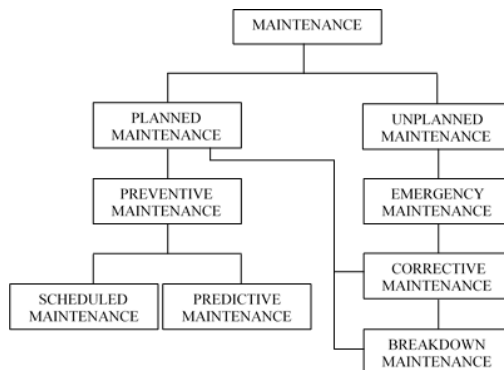 MAINTENANCE
PLANNED
MAINTENANCE
UNPLANNED
MAINTENANCE
PREVENTIVE
MAINTENANCE
EMERGENCY
MAINTENANCE
CORRECTIVE
MAINTENANCE
SCHEDULED
MAINTENANCE
PREDICTIVE
MAINTENANCE
BREAKDOWN
MAINTENANCE